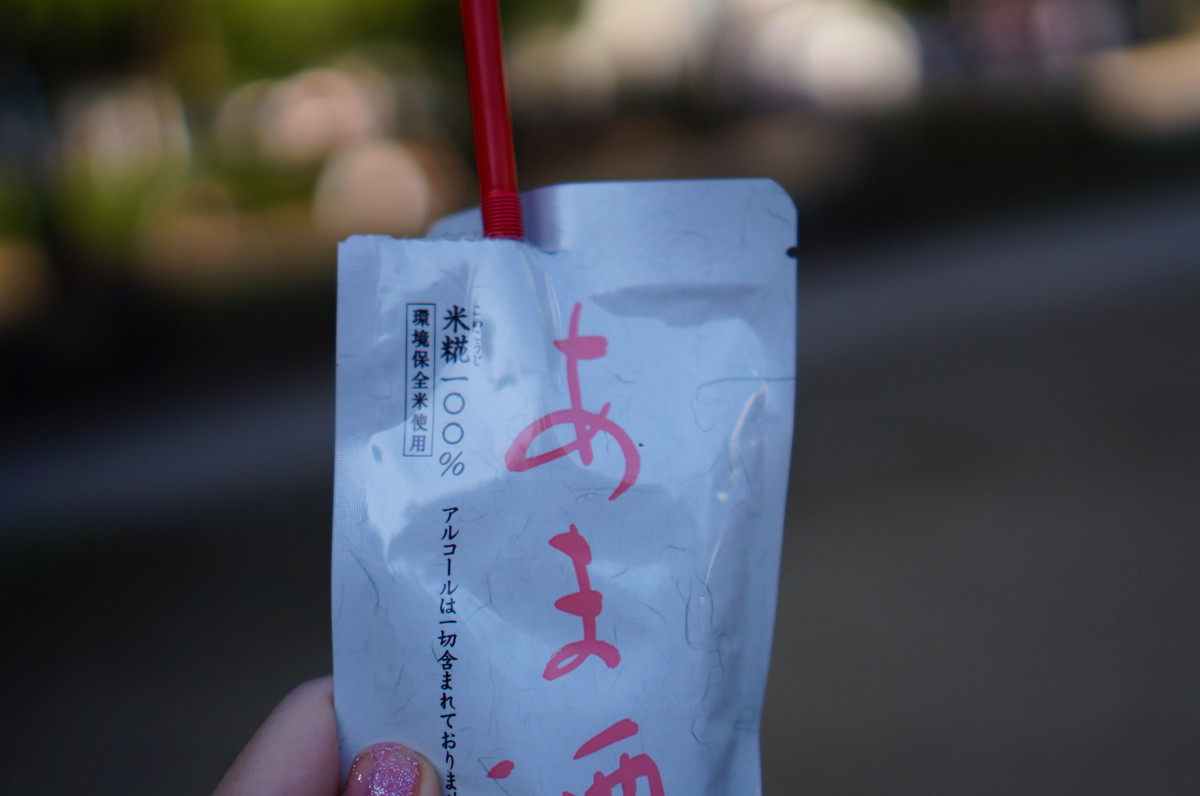 あま酒
こめこうじ
米糀一〇〇%
アルコールは一切含まれておりま
環境保全米使用